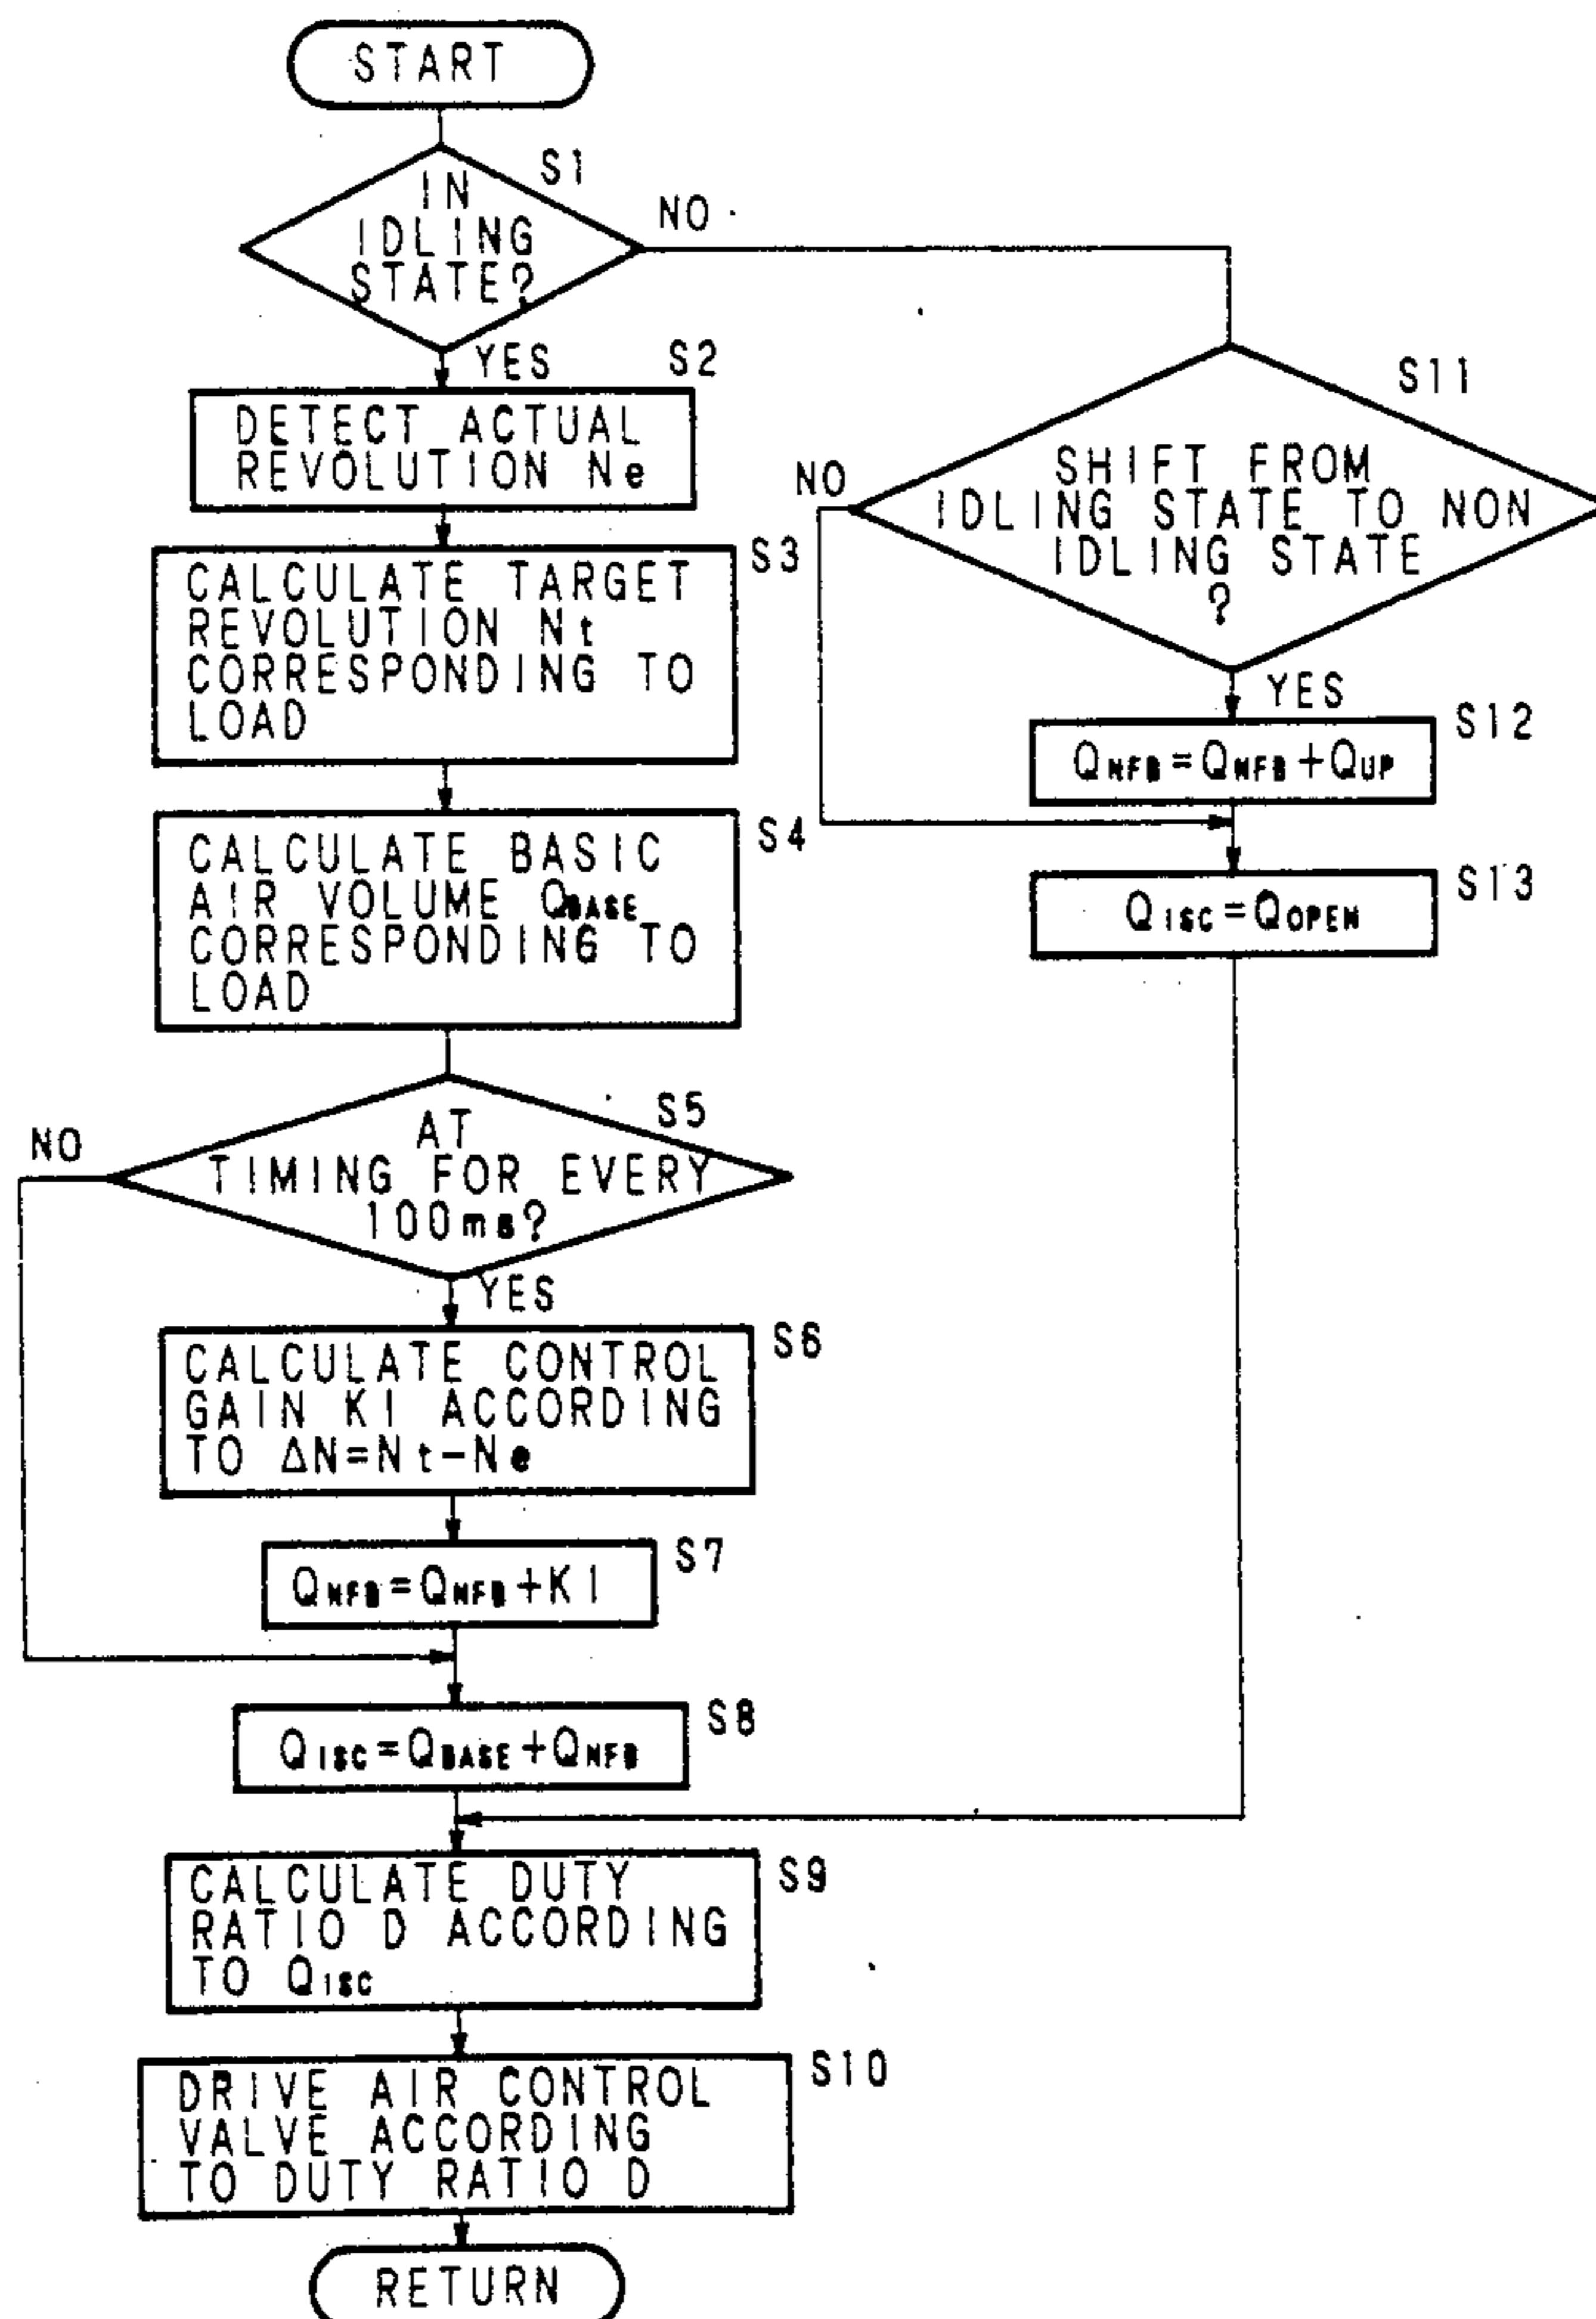 START
S1
IN
IDLING
STATE?
NO
YES
S2
DETECT ACTUAL
REVOLUTION Ne
S3
CALCULATE TARGET
REVOLUTION Nt
CORRESPONDING TO
LOAD
S4
CALCULATE BASIC
AIR VOLUME QBASE
CORRESPONDING TO
LOAD
S5
AT
TIMING FOR EVERY
100ms?
NO
YES
S6
CALCULATE CONTROL
GAIN KI ACCORDING
TO ΔN=Nt-Ne
S7
QNFB=QNFB+KI
S8
QISC=QBASE+QNFB
S9
CALCULATE DUTY
RATIO D ACCORDING
TO QISC
S10
DRIVE AIR CONTROL
VALVE ACCORDING
TO DUTY RATIO D
RETURN
S11
SHIFT FROM
IDLING STATE TO NON
IDLING STATE
?
NO
YES
S12
QNFB=QNFB+QUP
S13
QISC=QOPEN